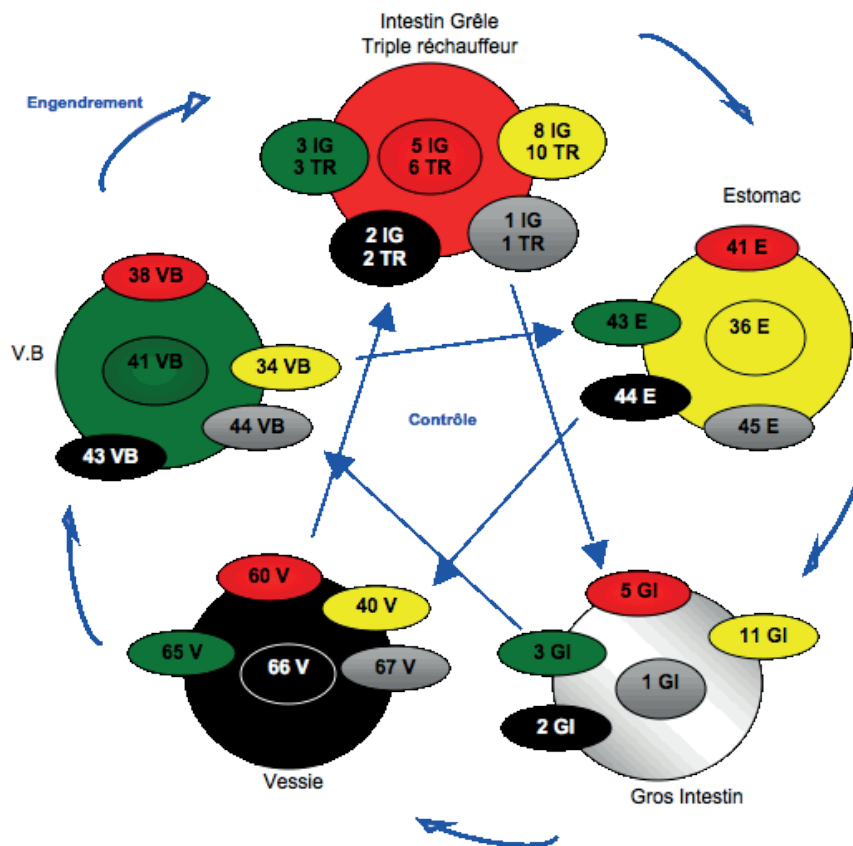 Intestin Grêle
Triple réchauffeur
Engendrement
3 IG
3 TR
5 IG
6 TR
8 IG
10 TR
2 IG
2 TR
1 IG
1 TR
Estomac
41 E
43 E
36 E
44 E
45 E
V.B
38 VB
41 VB
34 VB
44 VB
43 VB
Contrôle
60 V
40 V
65 V
66 V
67 V
Vessie
5 GI
11 GI
3 GI
1 GI
2 GI
Gros Intestin